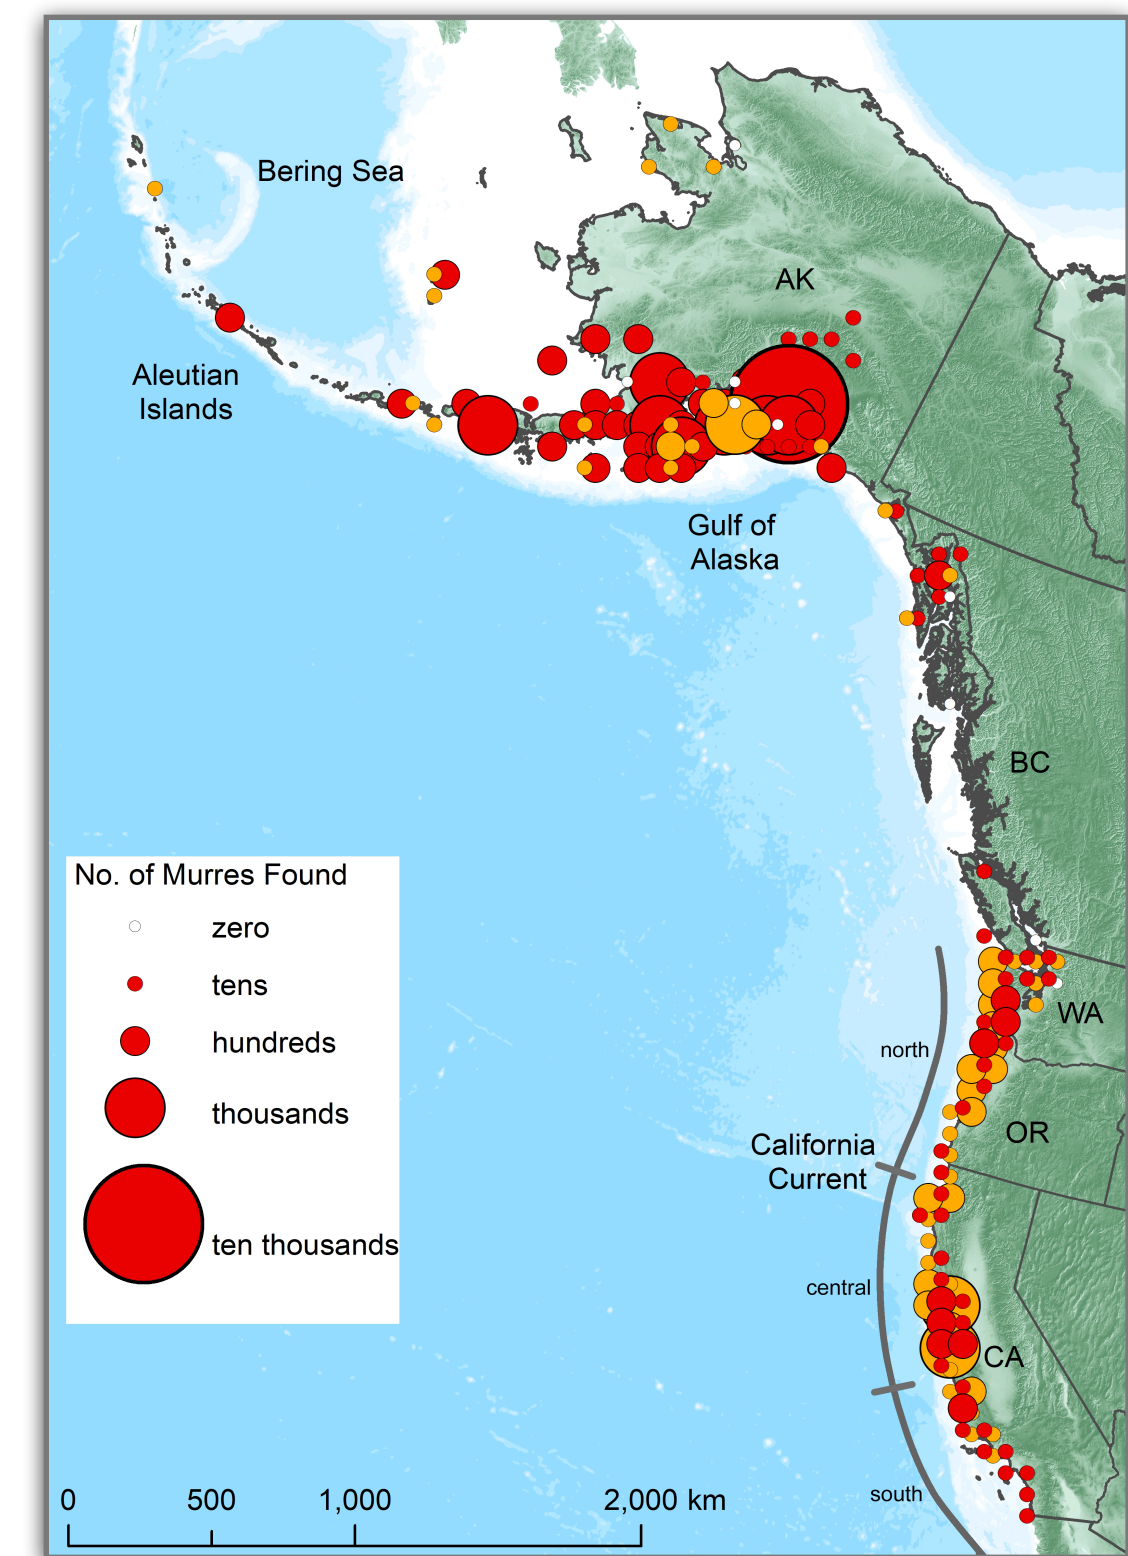 Bering Sea
AK
Aleutian
Islands
Gulf of
Alaska
BC
No. of Murres Found
zero
tens
hundreds
thousands
ten thousands
WA
north
OR
California
Current
central
CA
south
0 500 1,000 2,000 km